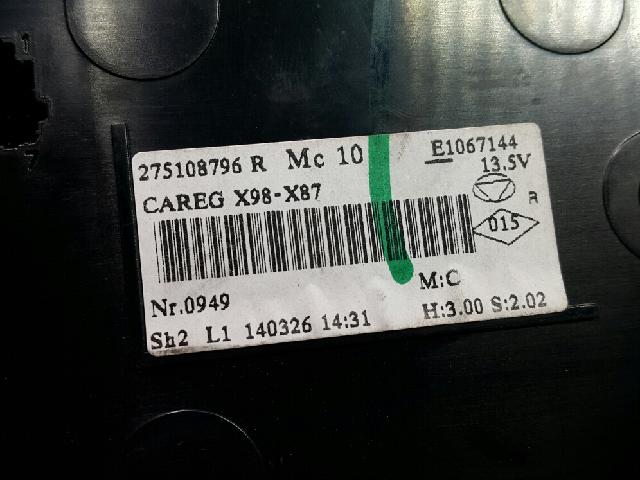 275108796 R Mc 10 E1067144
13.5V
CAREG X98-X87
R
015
M:C
Nr.0949
H:3.00 S:2.02
Sh2 L1 140326 14:31